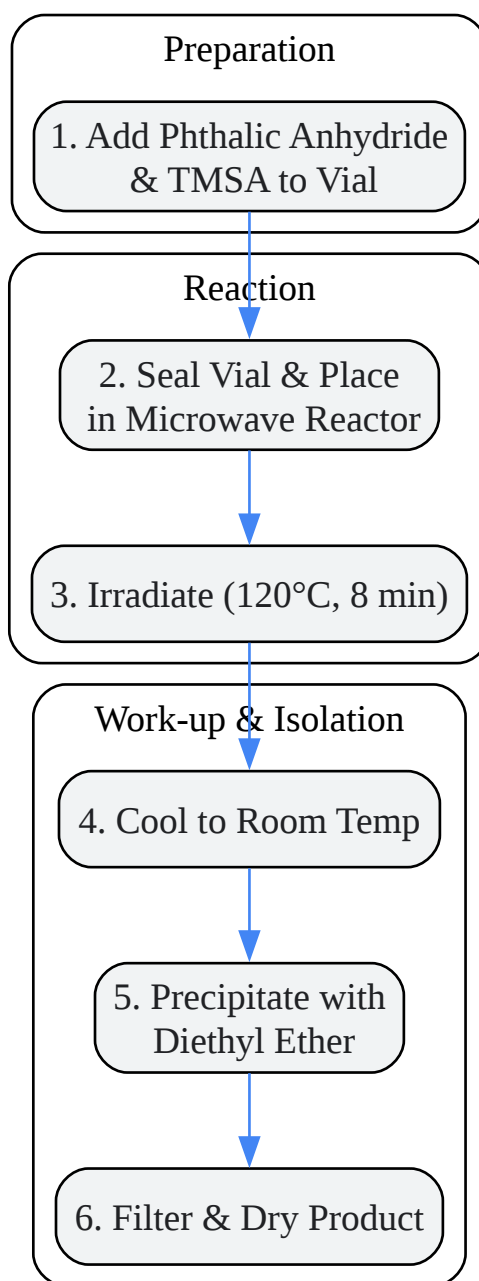 Preparation
1. Add Phthalic Anhydride
& TMSA to Vial
Reaction
2. Seal Vial & Place
in Microwave Reactor
3. Irradiate (120°C, 8 min)
Work-up & Isolation
4. Cool to Room Temp
5. Precipitate with
Diethyl Ether
6. Filter & Dry Product